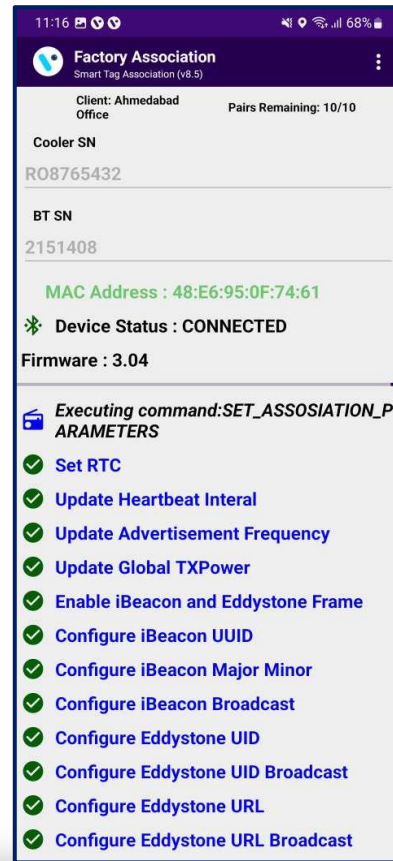 11:16 68%
Factory Association
Smart Tag Association (v8.5)
Client: Ahmedabad
Office
Pairs Remaining: 10/10
Cooler SN
RO8765432
BT SN
2151408
MAC Address : 48:E6:95:0F:74:61
Device Status : CONNECTED
Firmware : 3.04
Executing command:SET_ASSOSIATION_P
ARAMETERS
Set RTC
Update Heartbeat Interal
Update Advertisement Frequency
Update Global TXPower
Enable iBeacon and Eddystone Frame
Configure iBeacon UUID
Configure iBeacon Major Minor
Configure iBeacon Broadcast
Configure Eddystone UID
Configure Eddystone UID Broadcast
Configure Eddystone URL
Configure Eddystone URL Broadcast